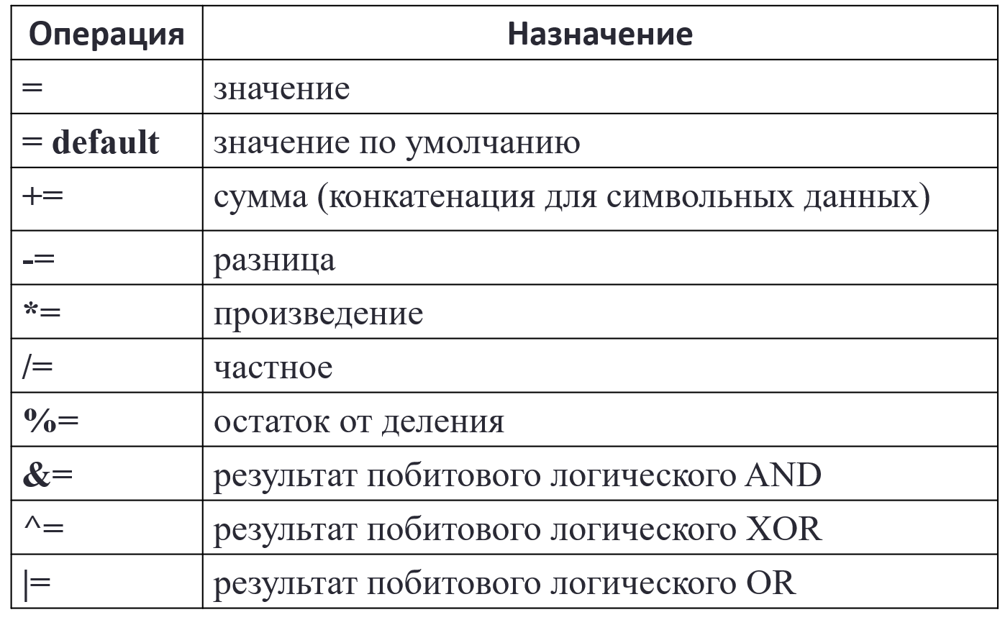 Операция Назначение
= значение
= default значение по умолчанию
+= сумма (конкатенация для символьных данных)
-= разница
*= произведение
/= частное
%= остаток от деления
&= результат побитового логического AND
^= результат побитового логического XOR
|= результат побитового логического OR